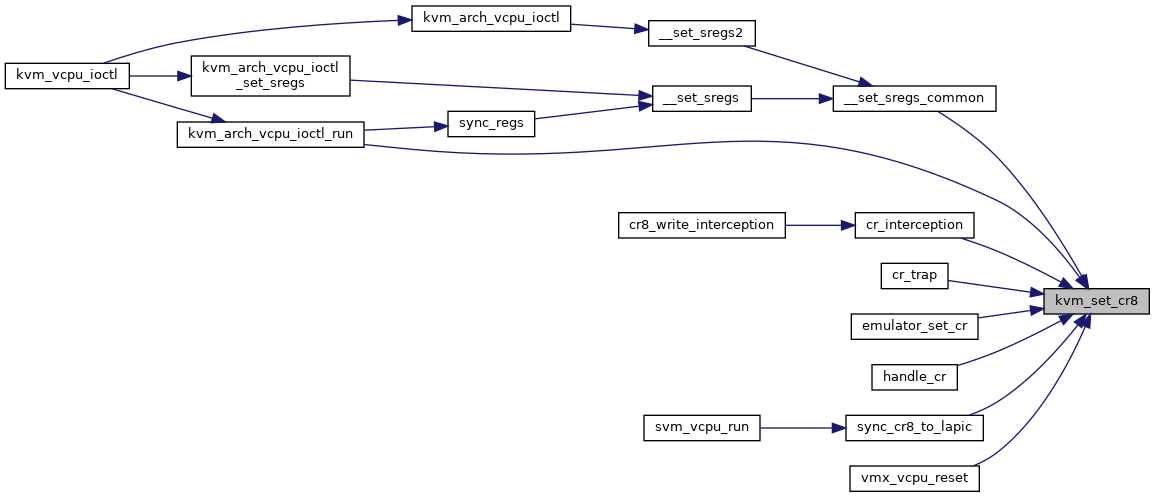 kvm_arch_vcpu_ioctl
__set_sregs2
kvm_vcpu_ioctl
kvm_arch_vcpu_ioctl
_set_sregs
__set_sregs
__set_sregs_common
sync_regs
kvm_arch_vcpu_ioctl_run
cr8_write_interception
cr_interception
cr_trap
kvm_set_cr8
emulator_set_cr
handle_cr
svm_vcpu_run
sync_cr8_to_lapic
vmx_vcpu_reset